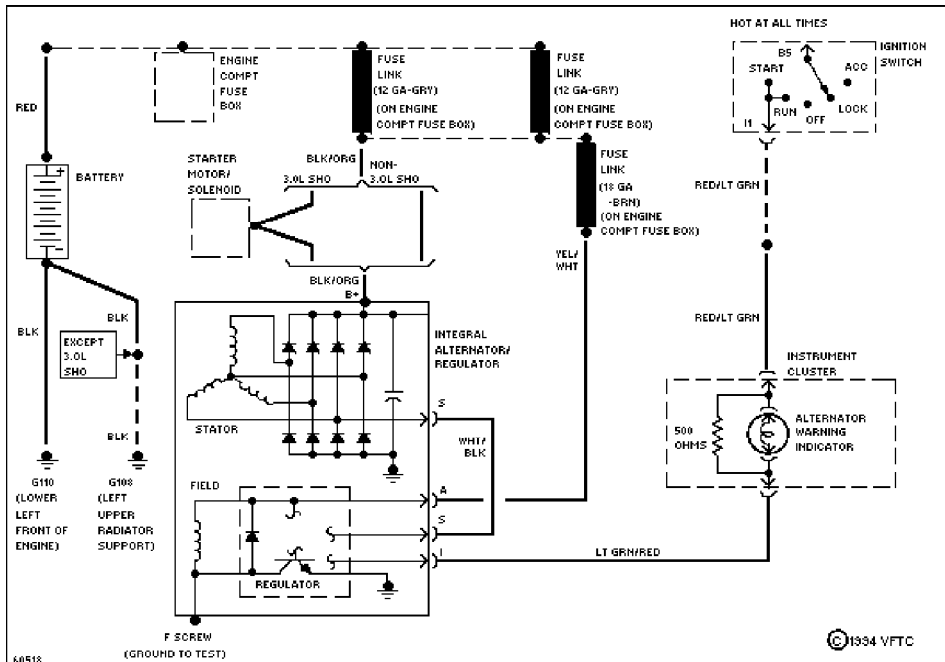 HOT AT ALL TIMES
B5
IGNITION
SWITCH
START
ACC
RUN
OFF
LOCK
I1
RED
ENGINE
COMPT
FUSE
BOX
FUSE
LINK
(12 GA-GRY)
(ON ENGINE
COMPT FUSE BOX)
FUSE
LINK
(12 GA-GRY)
(ON ENGINE
COMPT FUSE BOX)
FUSE
LINK
(18 GA
-BRN)
(ON ENGINE
COMPT FUSE BOX)
+
BATTERY
-
STARTER
MOTOR/
SOLENOID
BLK/ORG
3.0L SHO
NON-
3.0L SHO
BLK/ORG
B+
YEL/
WHT
RED/LT GRN
RED/LT GRN
BLK
BLK
EXCEPT
3.0L
SHO
BLK
G110
(LOWER
LEFT
FRONT OF
ENGINE)
G108
(LEFT
UPPER
RADIATOR
SUPPORT)
INTEGRAL
ALTERNATOR/
REGULATOR
STATOR
S
WHT/
BLK
FIELD
A
S
I
REGULATOR
LT GRN/RED
INSTRUMENT
CLUSTER
500
OHMS
ALTERNATOR
WARNING
INDICATOR
F SCREW
(GROUND TO TEST)
60518
© 1994 VFTC